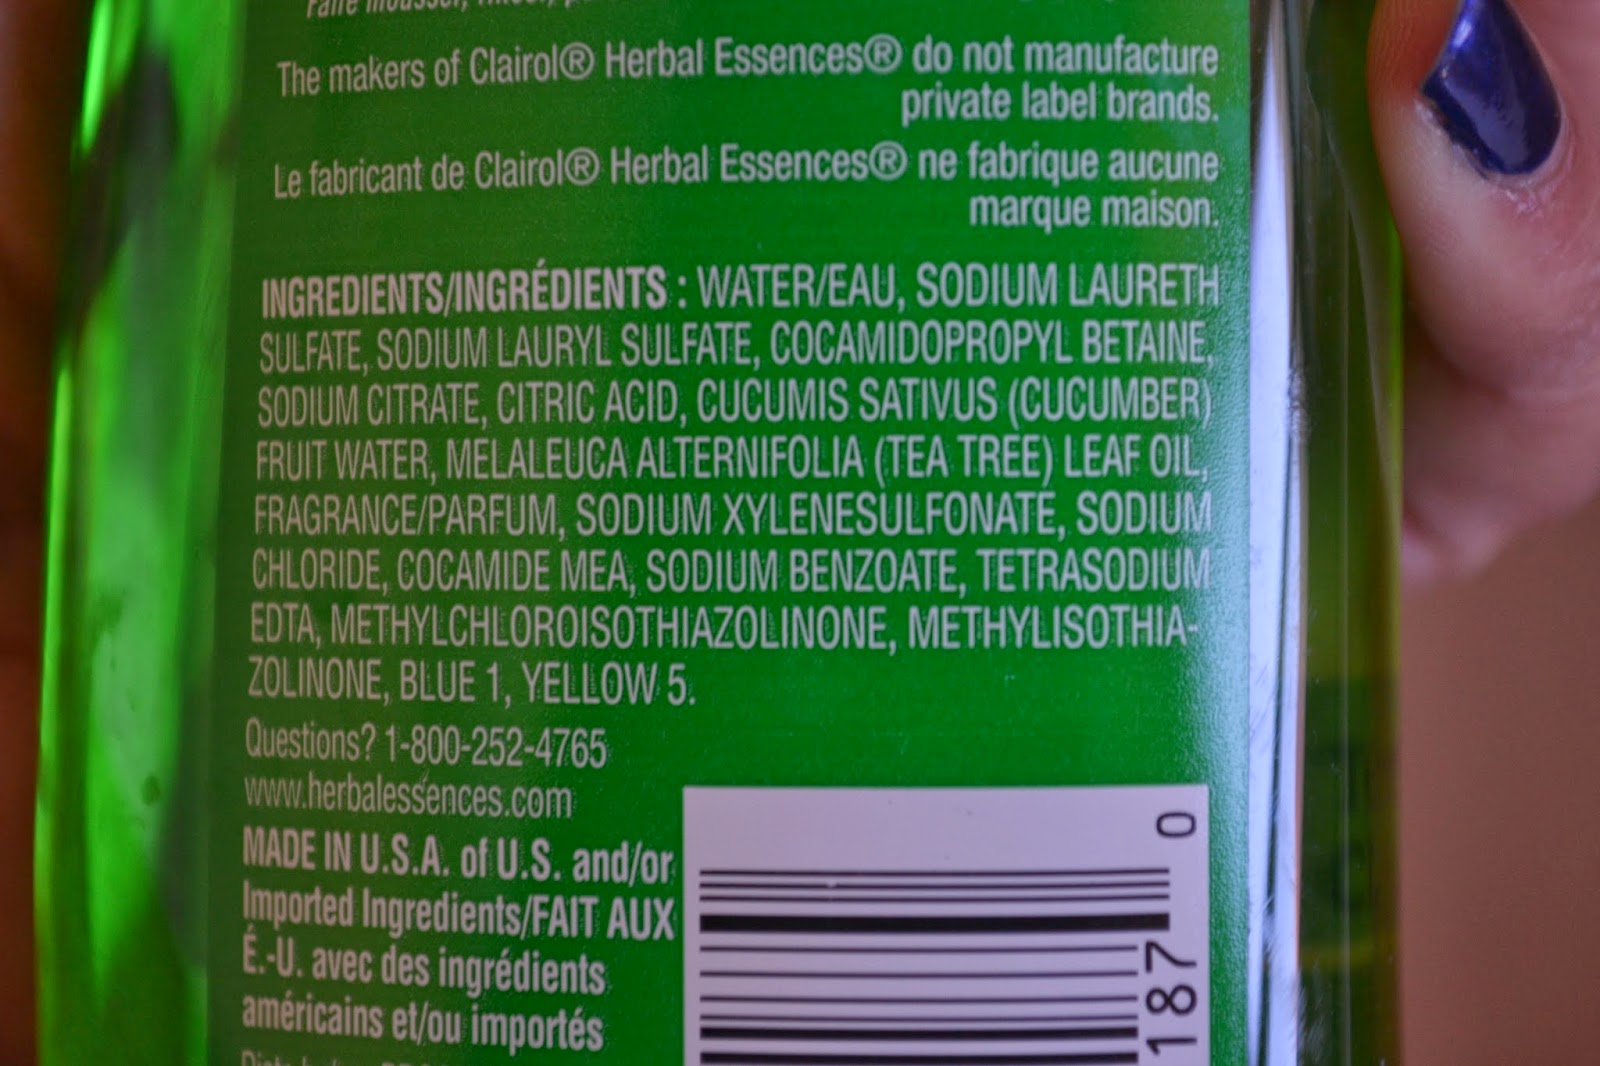 The makers of Clairol® Herbal Essences® do not manufacture
private label brands.
Le fabricant de Clairol® Herbal Essences® ne fabrique aucune
marque maison.
INGREDIENTS/INGRÉDIENTS : WATER/EAU, SODIUM LAURETH
SULFATE, SODIUM LAURYL SULFATE, COCAMIDOPROPYL BETAINE,
SODIUM CITRATE, CITRIC ACID, CUCUMIS SATIVUS (CUCUMBER)
FRUIT WATER, MELALEUCA ALTERNIFOLIA (TEA TREE) LEAF OIL,
FRAGRANCE/PARFUM, SODIUM XYLENESULFONATE, SODIUM
CHLORIDE, COCAMIDE MEA, SODIUM BENZOATE, TETRASODIUM
EDTA, METHYLCHLOROISOTHIAZOLINONE, METHYLISOTHIA-
ZOLINONE, BLUE 1, YELLOW 5.
Questions? 1-800-252-4765
www.herbalessences.com
MADE IN U.S.A. of U.S. and/or
Imported Ingredients/FAIT AUX
É.-U. avec des ingrédients
américains et/ou importés
0
187